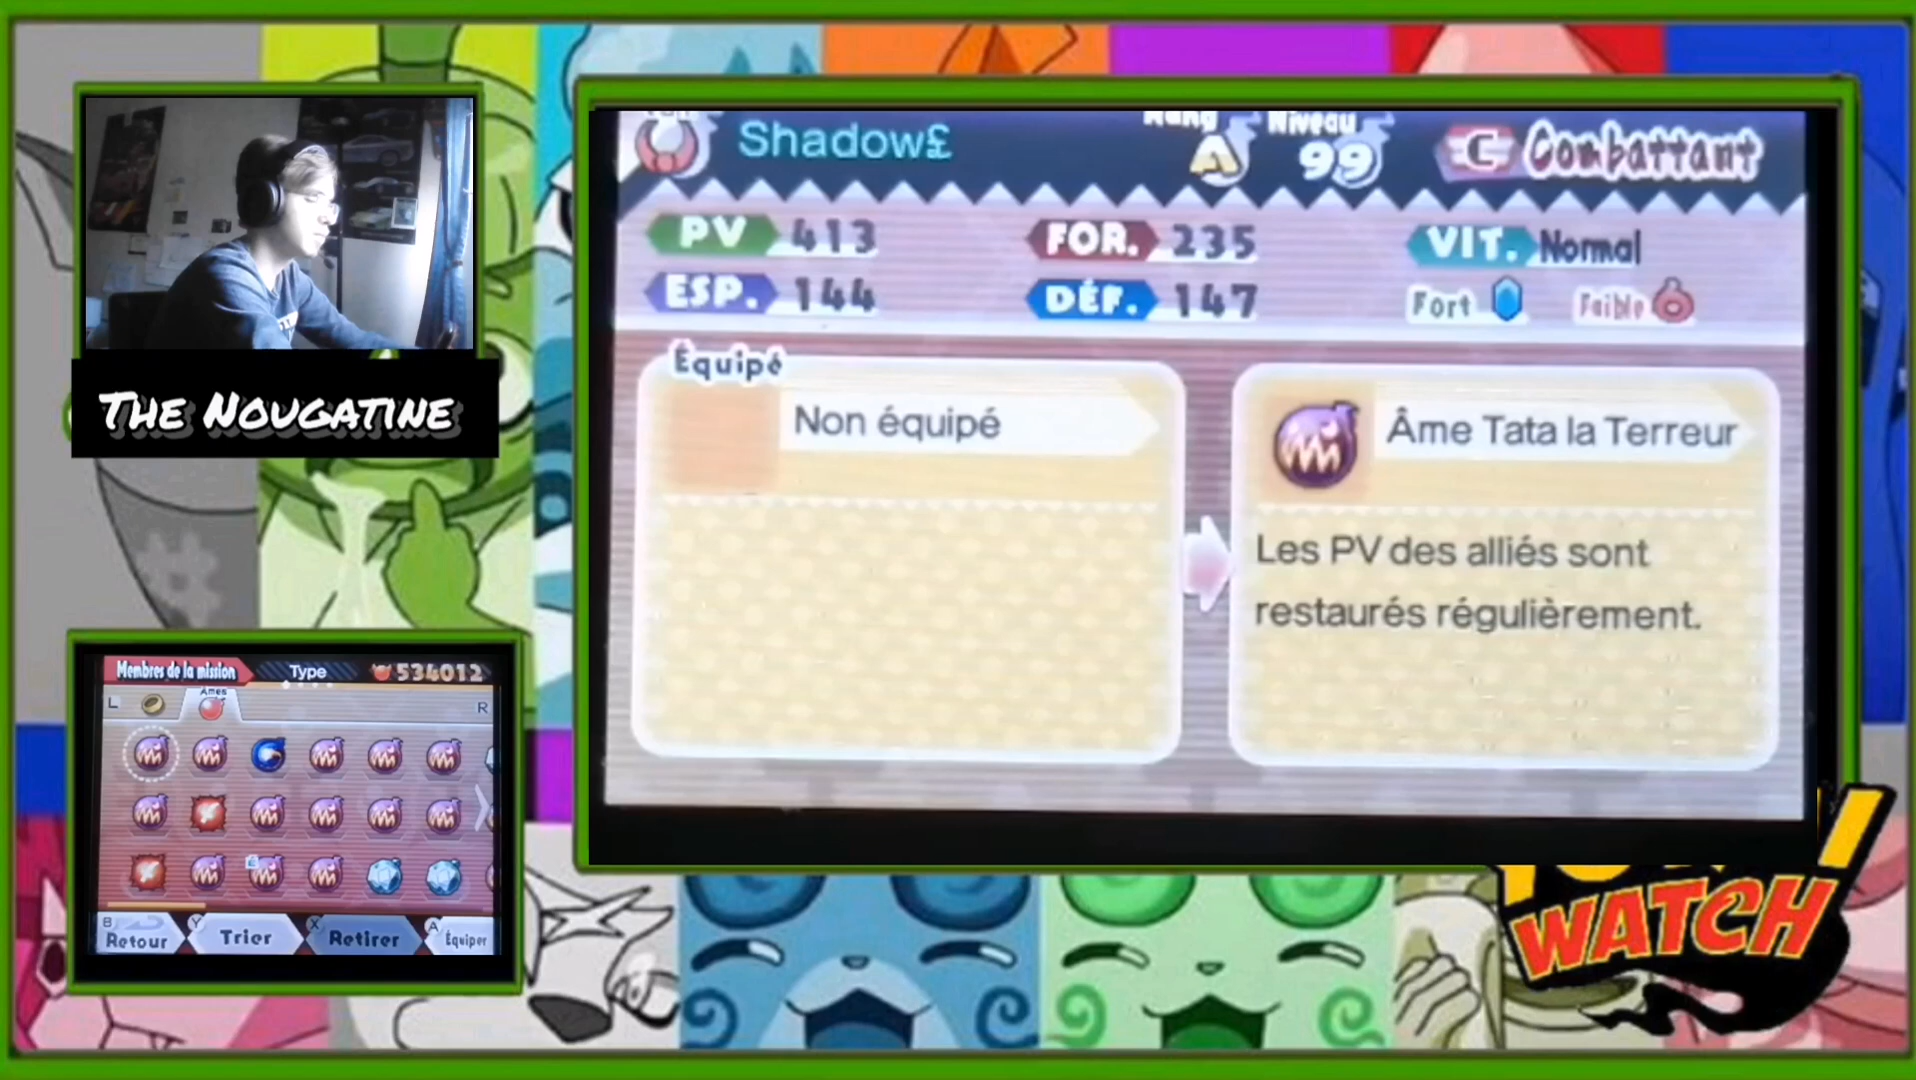 Shadow£
Rang A
Niveau 99
C Combattant
PV 413
FOR. 235
VIT. Normal
ESP. 144
DÉF. 147
Fort
Faible
Équipé
Non équipé
Âme Tata la Terreur
Les PV des alliés sont
restaurés régulièrement.
THE NOUGATINE
Membres de la mission
Type
534012
L
Âmes
R
B Retour
Y Trier
X Retirer
A Équiper
WATCH